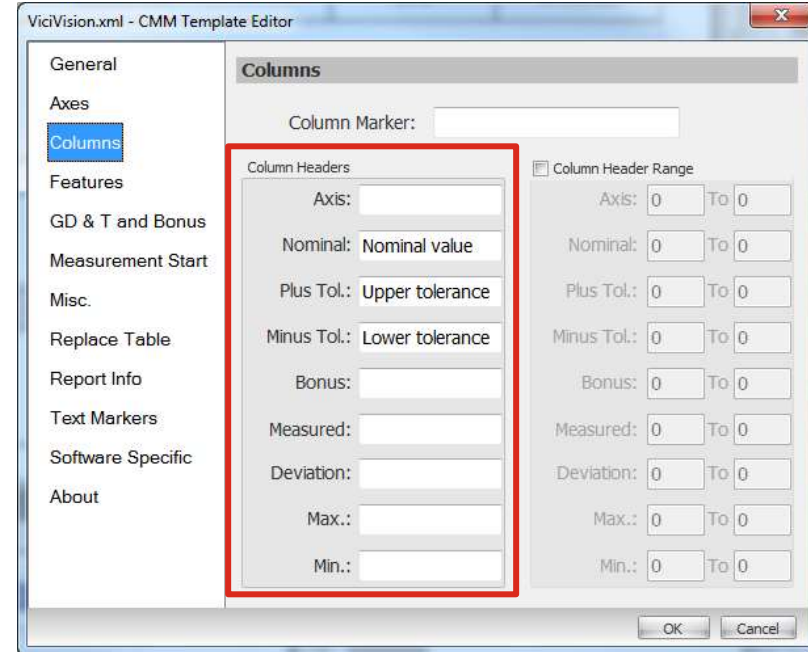 ViciVision.xml - CMM Template Editor
General
Axes
Columns
Features
GD & T and Bonus
Measurement Start
Misc.
Replace Table
Report Info
Text Markers
Software Specific
About
Columns
Column Marker:
Column Headers
Axis:
Nominal: Nominal value
Plus Tol.: Upper tolerance
Minus Tol.: Lower tolerance
Bonus:
Measured:
Deviation:
Max.:
Min.:
Column Header Range
Axis: 0 To 0
Nominal: 0 To 0
Plus Tol.: 0 To 0
Minus Tol.: 0 To 0
Bonus: 0 To 0
Measured: 0 To 0
Deviation: 0 To 0
Max.: 0 To 0
Min.: 0 To 0
OK Cancel